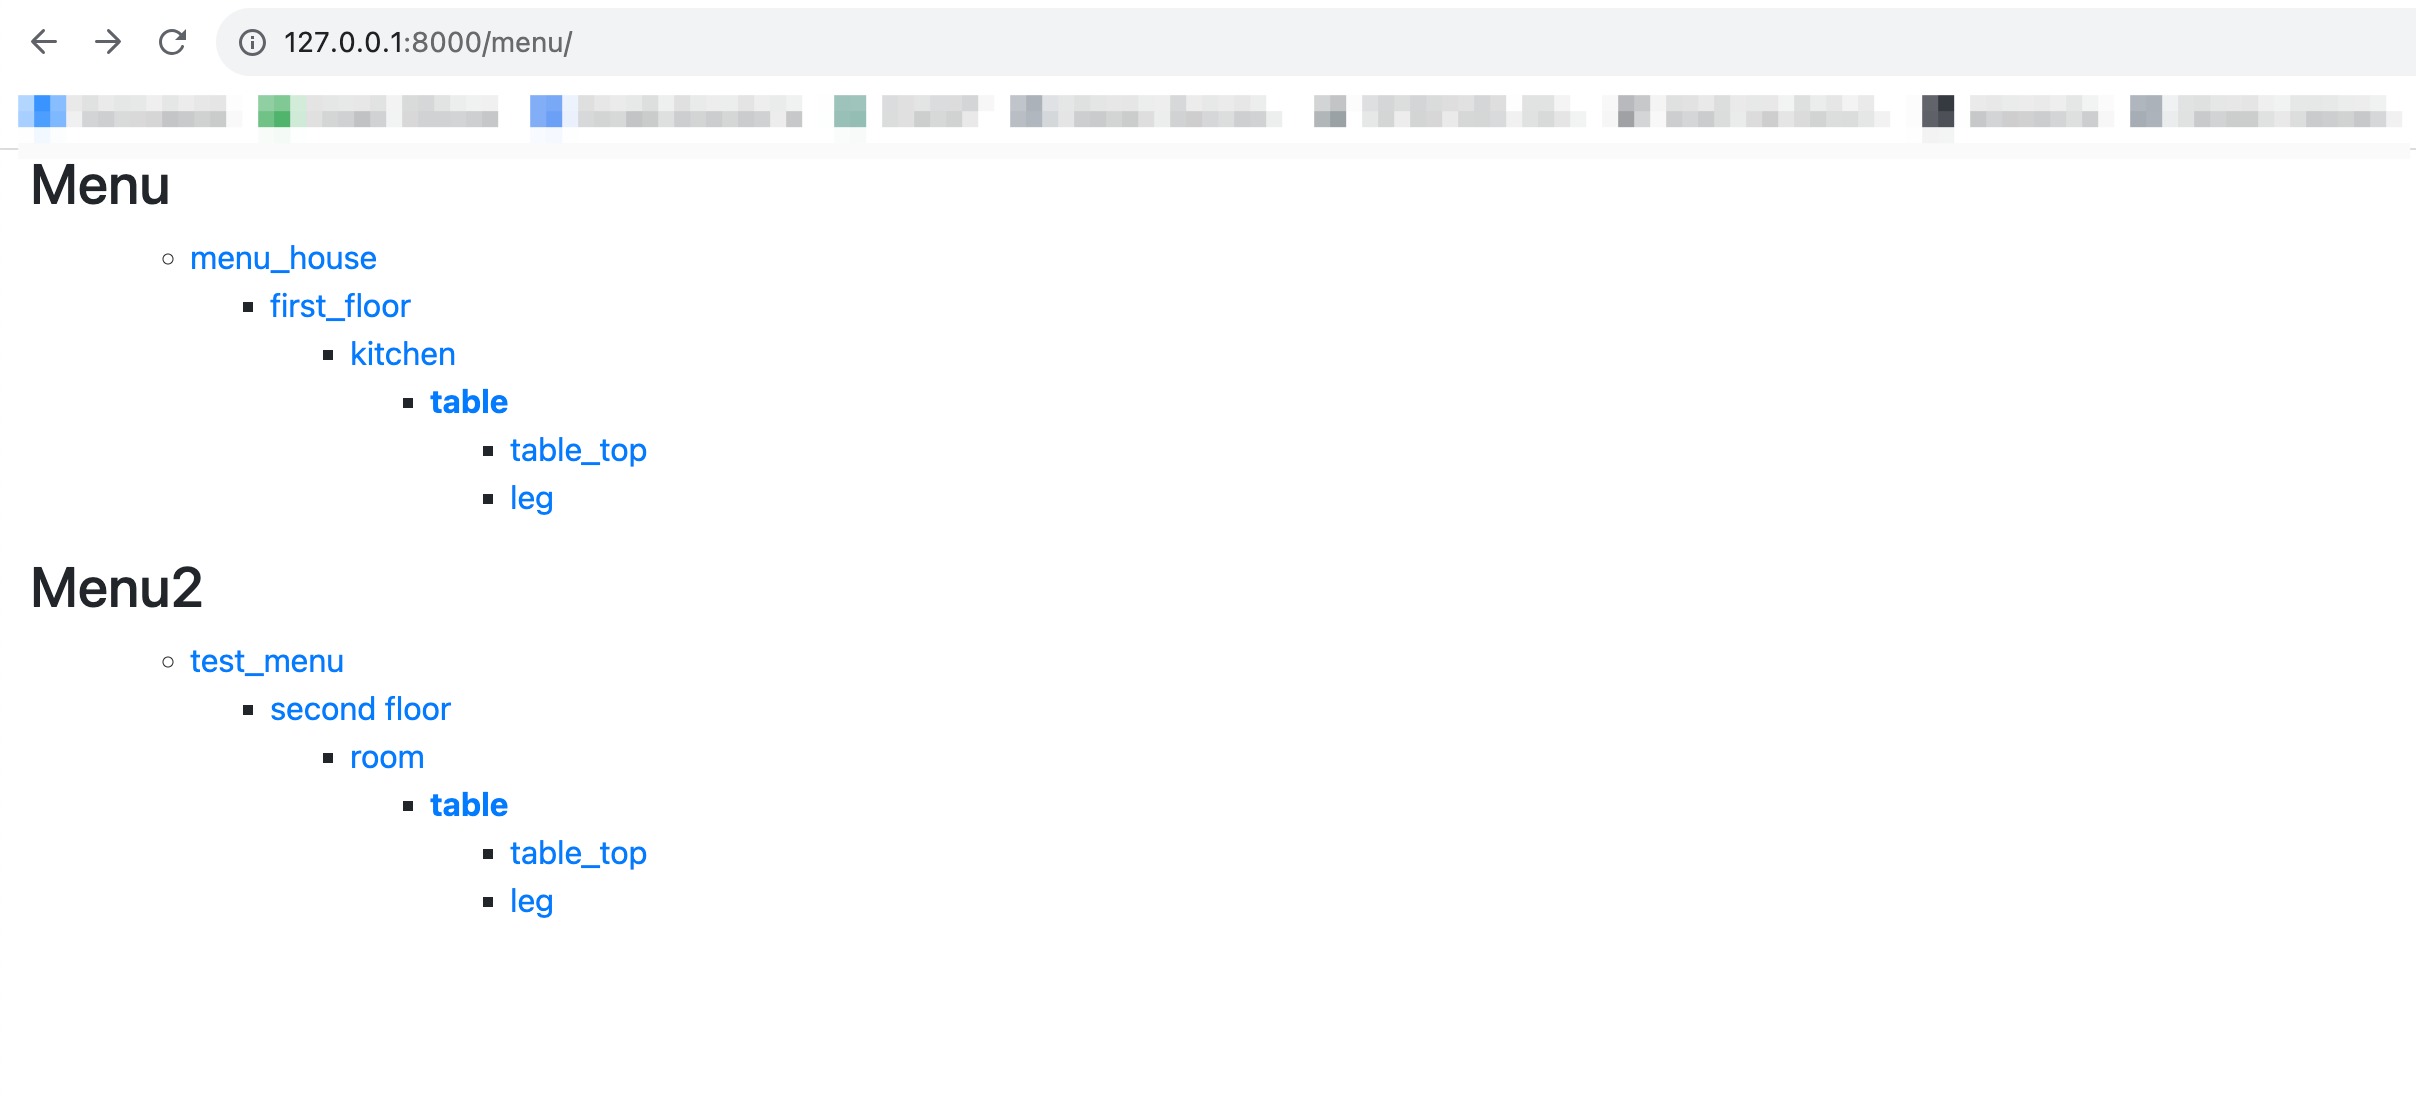 127.0.0.1:8000/menu/
Menu
menu_house
first_floor
kitchen
table
table_top
leg
Menu2
test_menu
second floor
room
table
table_top
leg